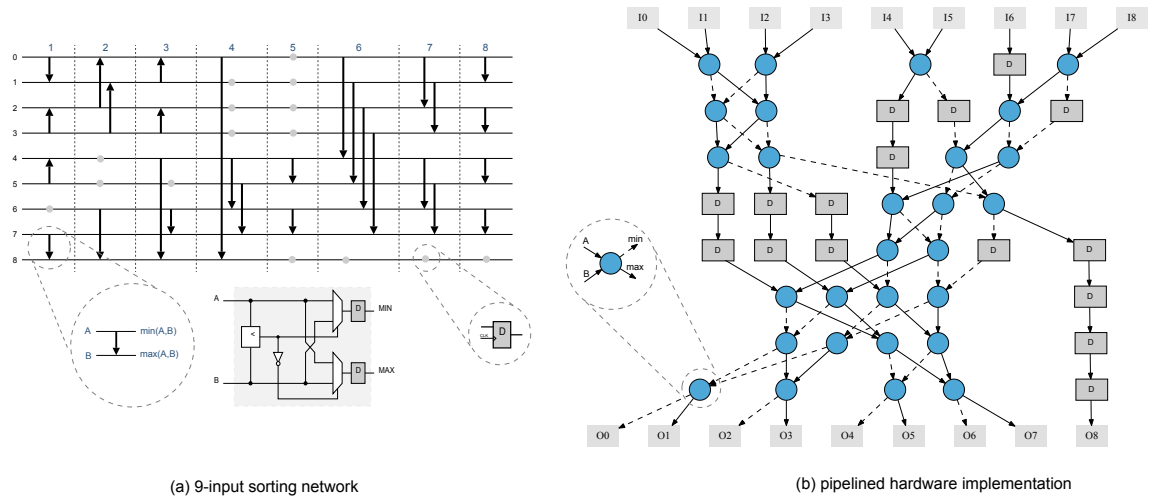 1 2 3 4 5 6 7 8
0
1
2
3
4
5
6
7
8
A min(A,B)
B max(A,B)
A
B
<
D MIN
D MAX
D
CLK
(a) 9-input sorting network
I0 I1 I2 I3 I4 I5 I6 I7 I8
D
D D D
D
D D D
D D D D D
D
D
D
A min
B max
O0 O1 O2 O3 O4 O5 O6 O7 O8
(b) pipelined hardware implementation